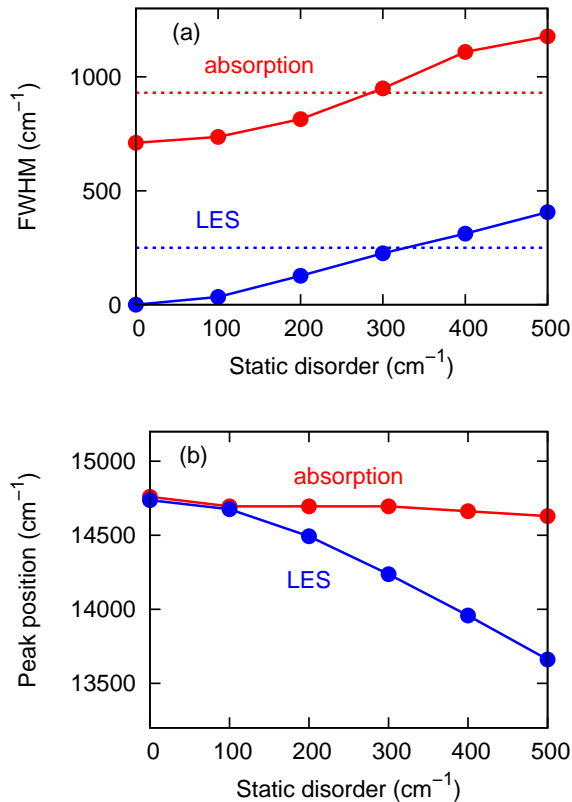 (a)
absorption
LES
FWHM (cm⁻¹)
1000
500
0
0 100 200 300 400 500
Static disorder (cm⁻¹)
(b)
absorption
LES
Peak position (cm⁻¹)
15000
14500
14000
13500
0 100 200 300 400 500
Static disorder (cm⁻¹)